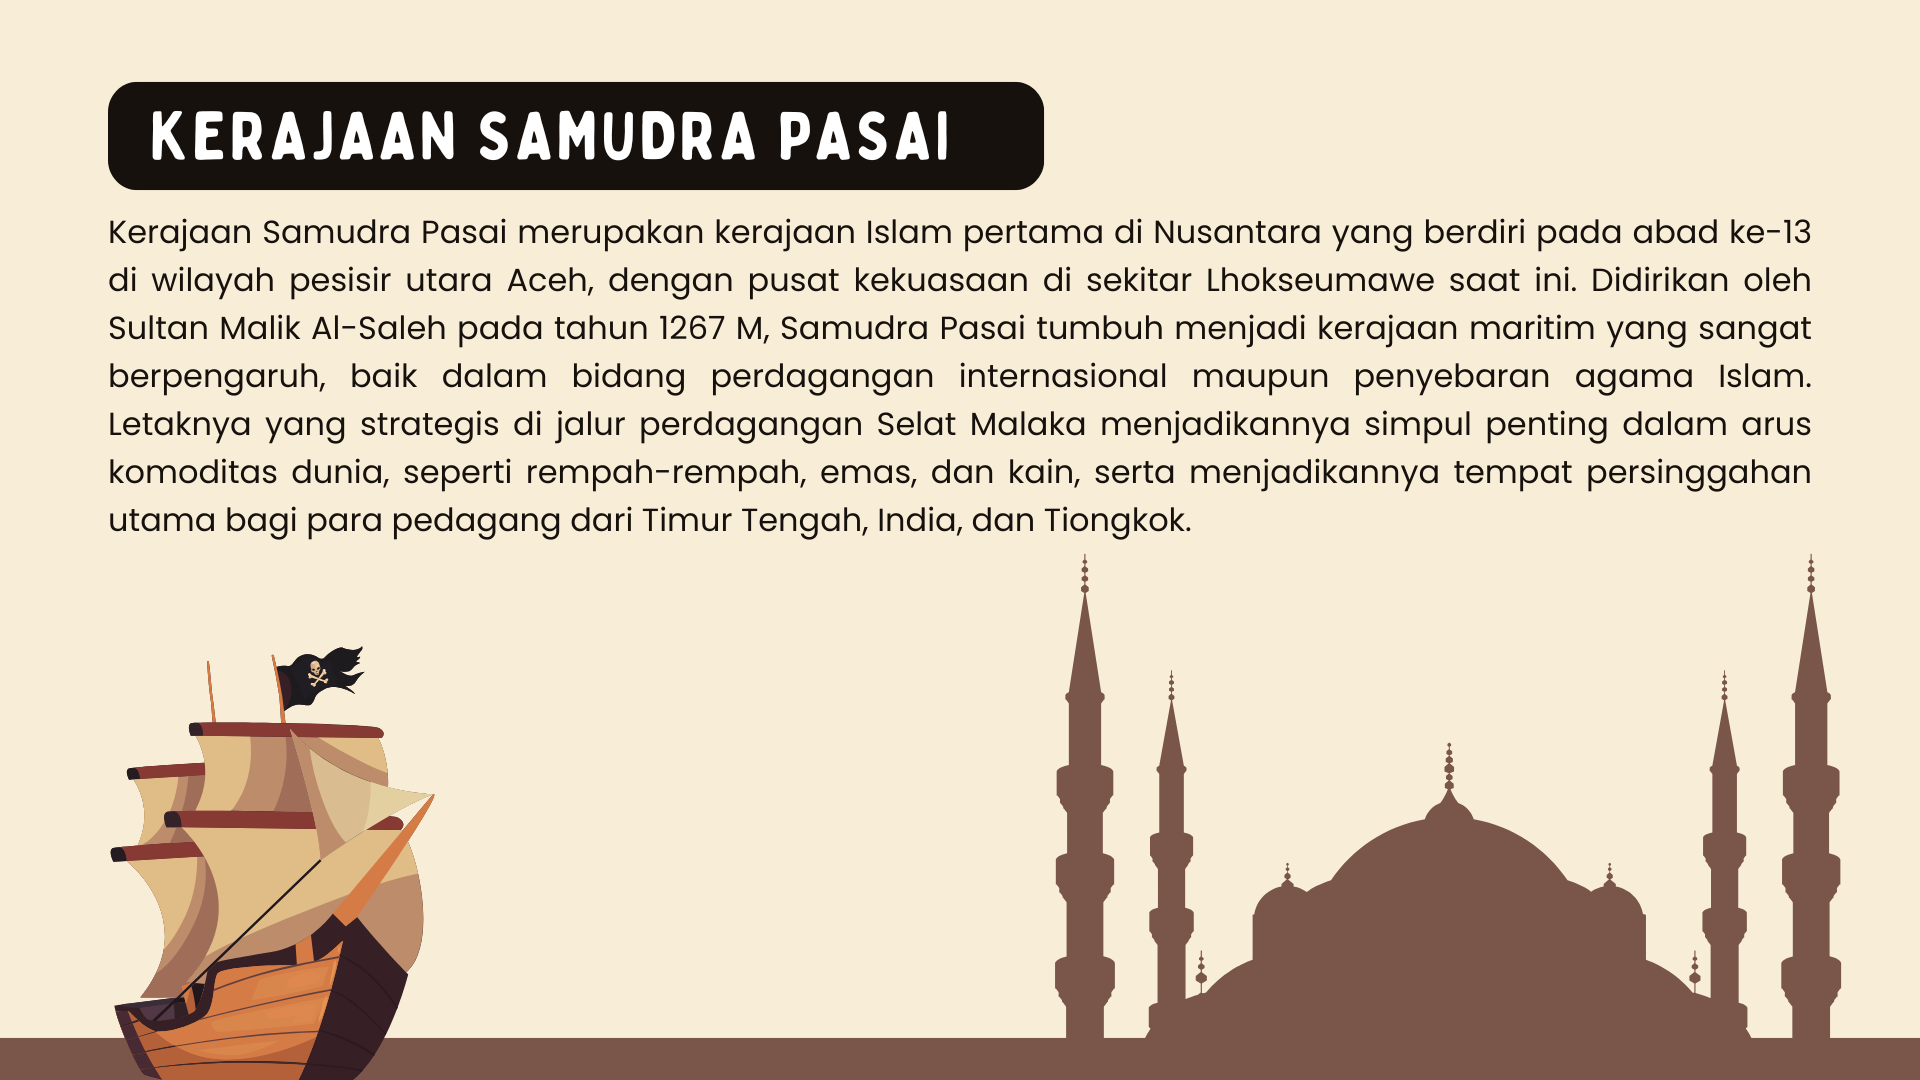 KERAJAAN SAMUDRA PASAI
Kerajaan Samudra Pasai merupakan kerajaan Islam pertama di Nusantara yang berdiri pada abad ke-13
di wilayah pesisir utara Aceh, dengan pusat kekuasaan di sekitar Lhokseumawe saat ini. Didirikan oleh
Sultan Malik Al-Saleh pada tahun 1267 M, Samudra Pasai tumbuh menjadi kerajaan maritim yang sangat
berpengaruh, baik dalam bidang perdagangan internasional maupun penyebaran agama Islam.
Letaknya yang strategis di jalur perdagangan Selat Malaka menjadikannya simpul penting dalam arus
komoditas dunia, seperti rempah-rempah, emas, dan kain, serta menjadikannya tempat persinggahan
utama bagi para pedagang dari Timur Tengah, India, dan Tiongkok.